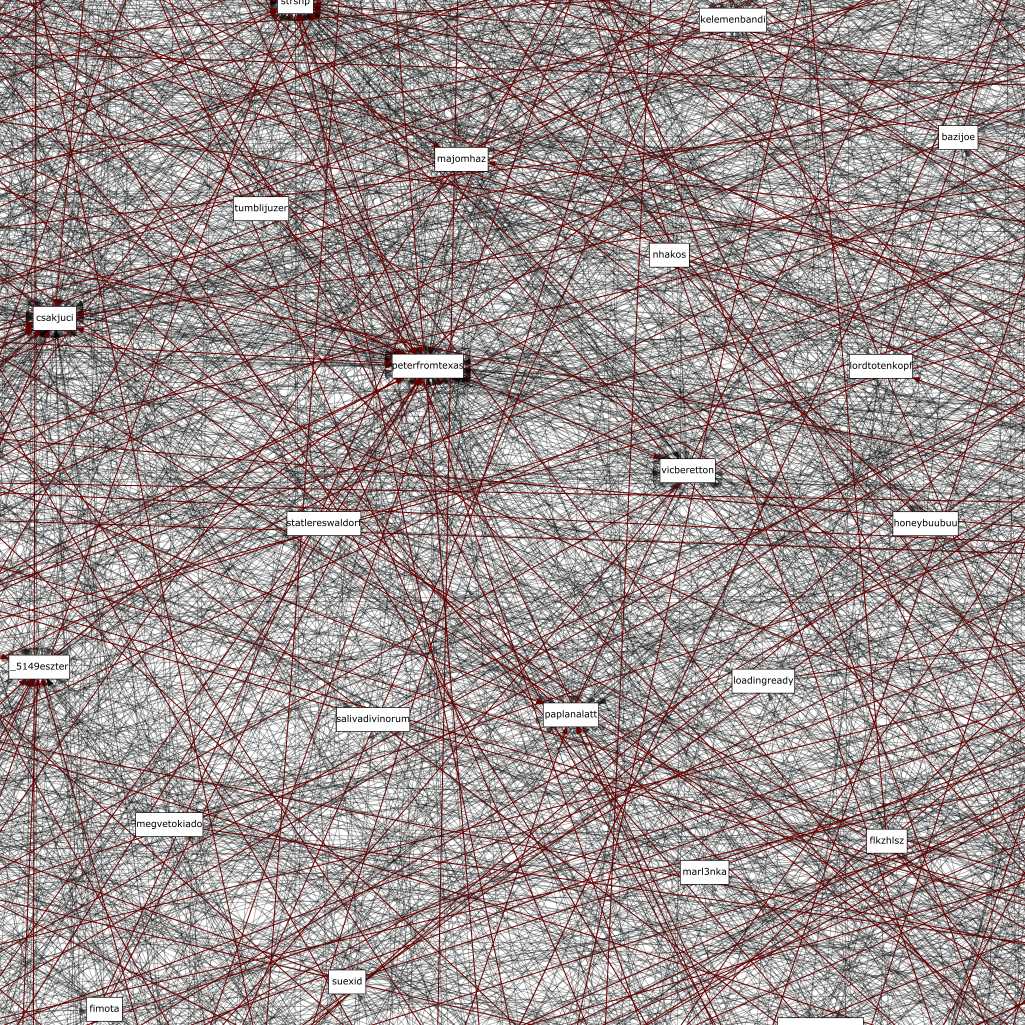 strsnp
kelemenbandi
bazijoe
majomhaz
tumblijuzer
nhakos
csakjuci
peterfromtexas
lordtotenkopf
vicberetton
statlereswaldorf
honeybuubuu
_5149eszter
loadingready
paplanalatt
salivadivinorum
megvetokiado
flkzhlsz
marl3nka
suexid
fimota